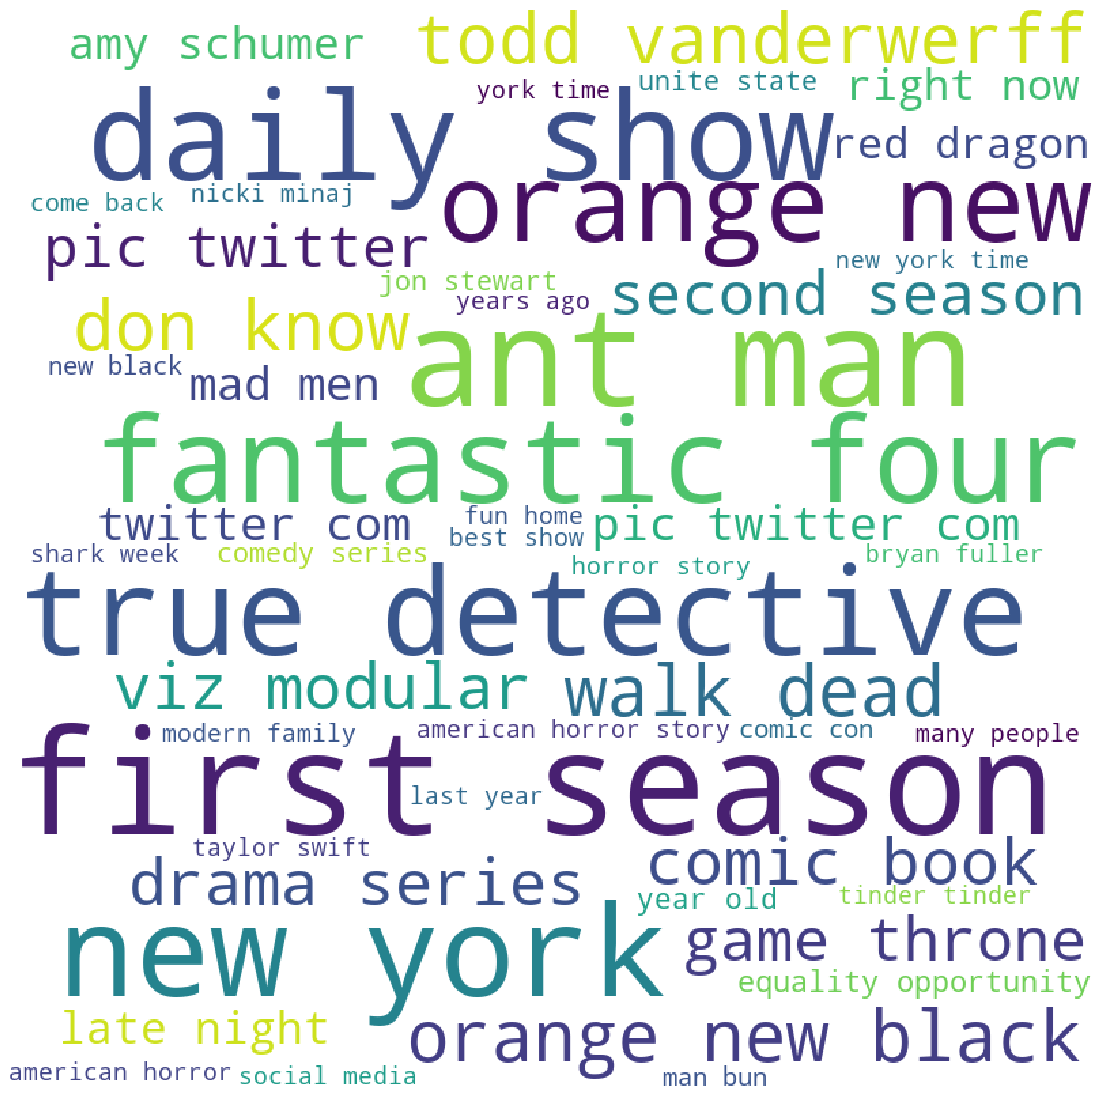 amy schumer
todd vanderwerff
york time
unite state
right now
daily show
red dragon
come back
nicki minaj
orange new
pic twitter
new york time
jon stewart
years ago
second season
don know
ant man
new black
mad men
fantastic four
twitter com
fun home
pic twitter com
best show
shark week
comedy series
bryan fuller
horror story
true detective
viz modular
walk dead
modern family
american horror story
comic con
many people
first season
last year
taylor swift
comic book
drama series
year old
tinder tinder
new york
game throne
equality opportunity
late night
orange new black
american horror
social media
man bun